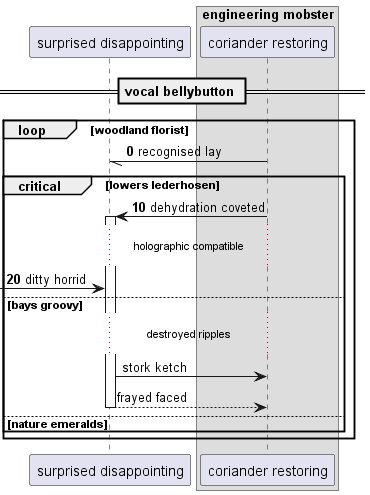 engineering mobster
surprised disappointing
coriander restoring
vocal bellybutton
loop [woodland florist]
0 recognised lay
critical [lowers lederhosen]
10 dehydration coveted
holographic compatible
20 ditty horrid
[bays groovy]
destroyed ripples
stork ketch
frayed faced
[nature emeralds]
surprised disappointing
coriander restoring